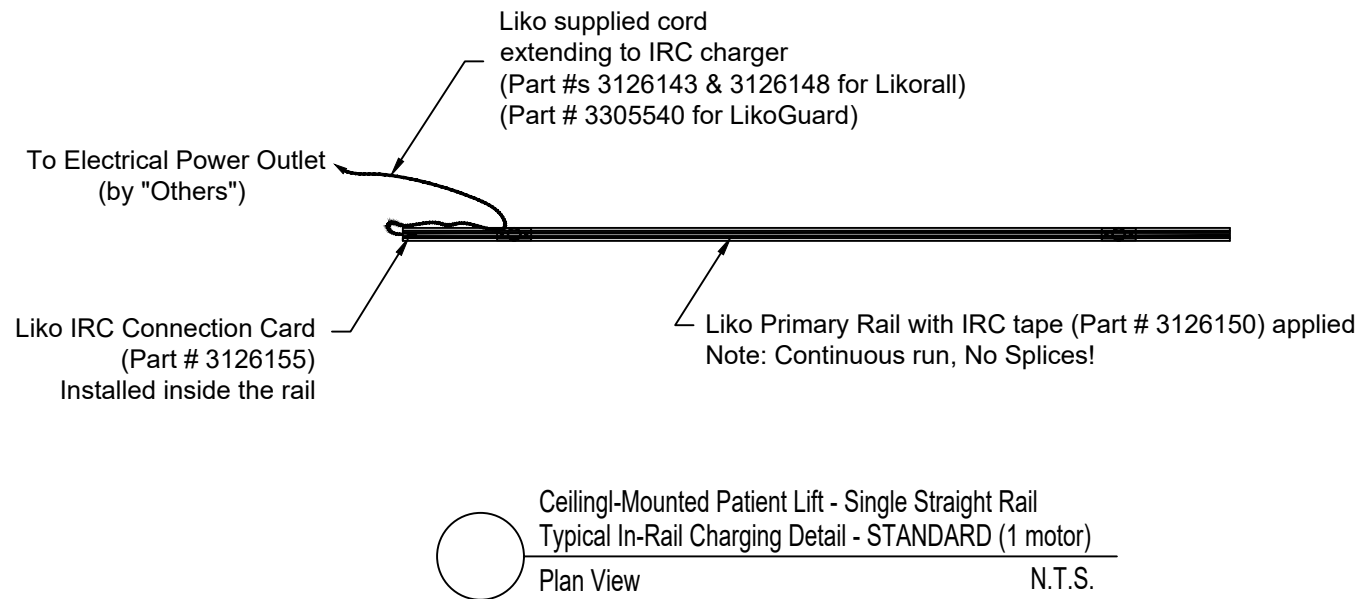 Liko supplied cord
extending to IRC charger
(Part #s 3126143 & 3126148 for Likorall)
(Part # 3305540 for LikoGuard)
To Electrical Power Outlet
(by "Others")
Liko IRC Connection Card
(Part # 3126155)
Installed inside the rail
Liko Primary Rail with IRC tape (Part # 3126150) applied
Note: Continuous run, No Splices!
Ceilingl-Mounted Patient Lift - Single Straight Rail
Typical In-Rail Charging Detail - STANDARD (1 motor)
Plan View N.T.S.